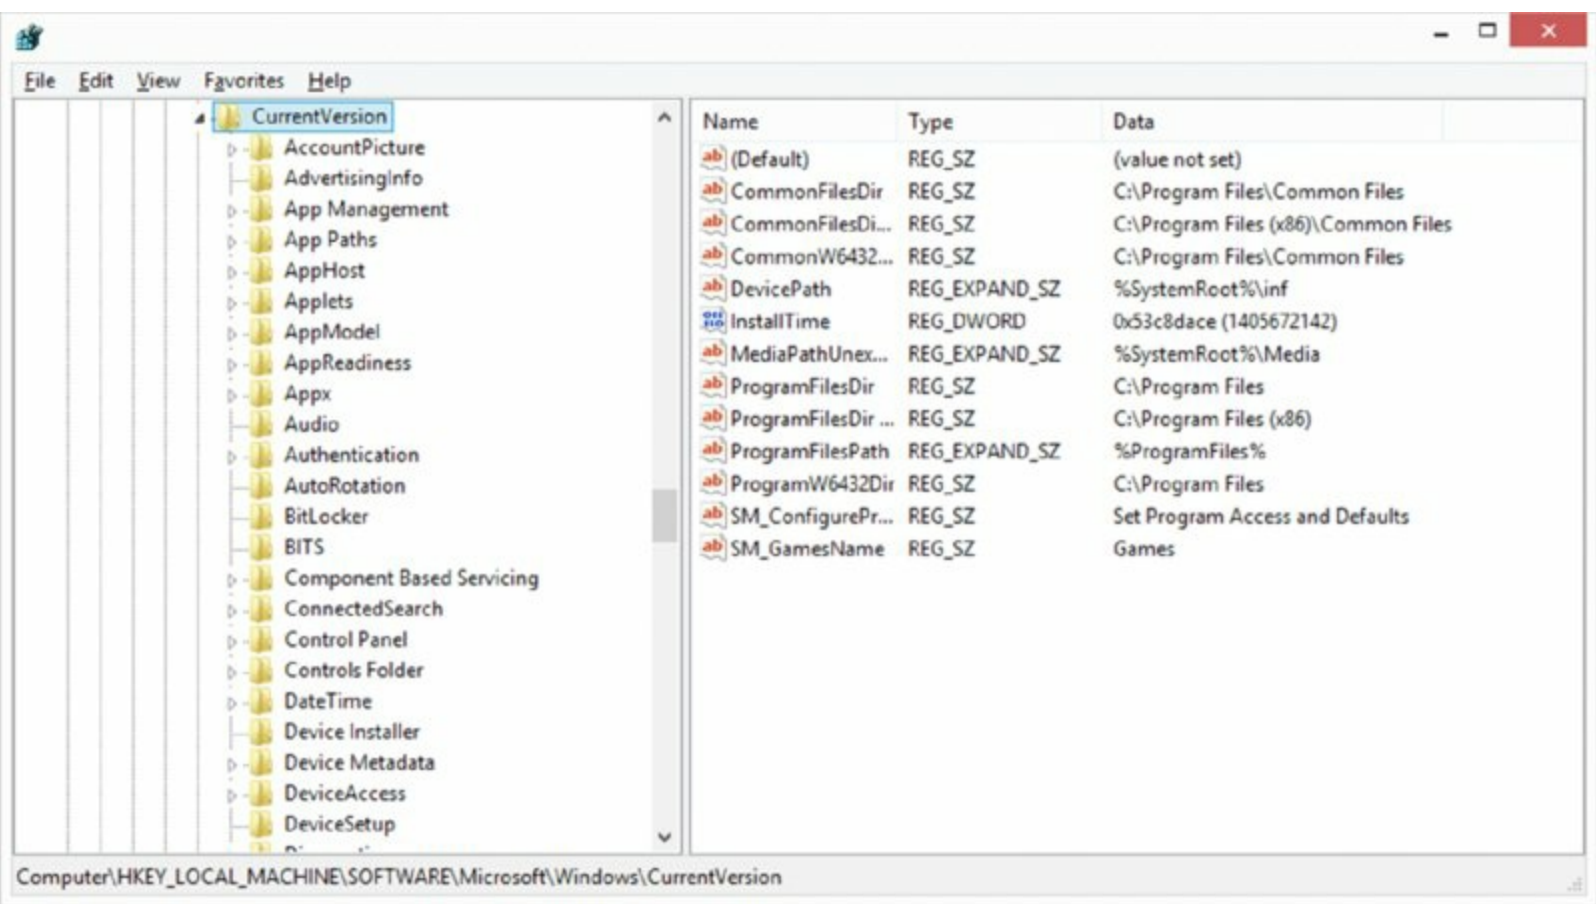 File Edit View Favorites Help
CurrentVersion
AccountPicture
AdvertisingInfo
App Management
App Paths
AppHost
Applets
AppModel
AppReadiness
Appx
Audio
Authentication
AutoRotation
BitLocker
BITS
Component Based Servicing
ConnectedSearch
Control Panel
Controls Folder
DateTime
Device Installer
Device Metadata
DeviceAccess
DeviceSetup
Name Type Data
(Default) REG_SZ (value not set)
CommonFilesDir REG_SZ C:\Program Files\Common Files
CommonFilesDi... REG_SZ C:\Program Files (x86)\Common Files
CommonW6432... REG_SZ C:\Program Files\Common Files
DevicePath REG_EXPAND_SZ %SystemRoot%\inf
InstallTime REG_DWORD 0x53c8dace (1405672142)
MediaPathUnex... REG_EXPAND_SZ %SystemRoot%\Media
ProgramFilesDir REG_SZ C:\Program Files
ProgramFilesDir ... REG_SZ C:\Program Files (x86)
ProgramFilesPath REG_EXPAND_SZ %ProgramFiles%
ProgramW6432Dir REG_SZ C:\Program Files
SM_ConfigurePr... REG_SZ Set Program Access and Defaults
SM_GamesName REG_SZ Games
Computer\HKEY_LOCAL_MACHINE\SOFTWARE\Microsoft\Windows\CurrentVersion